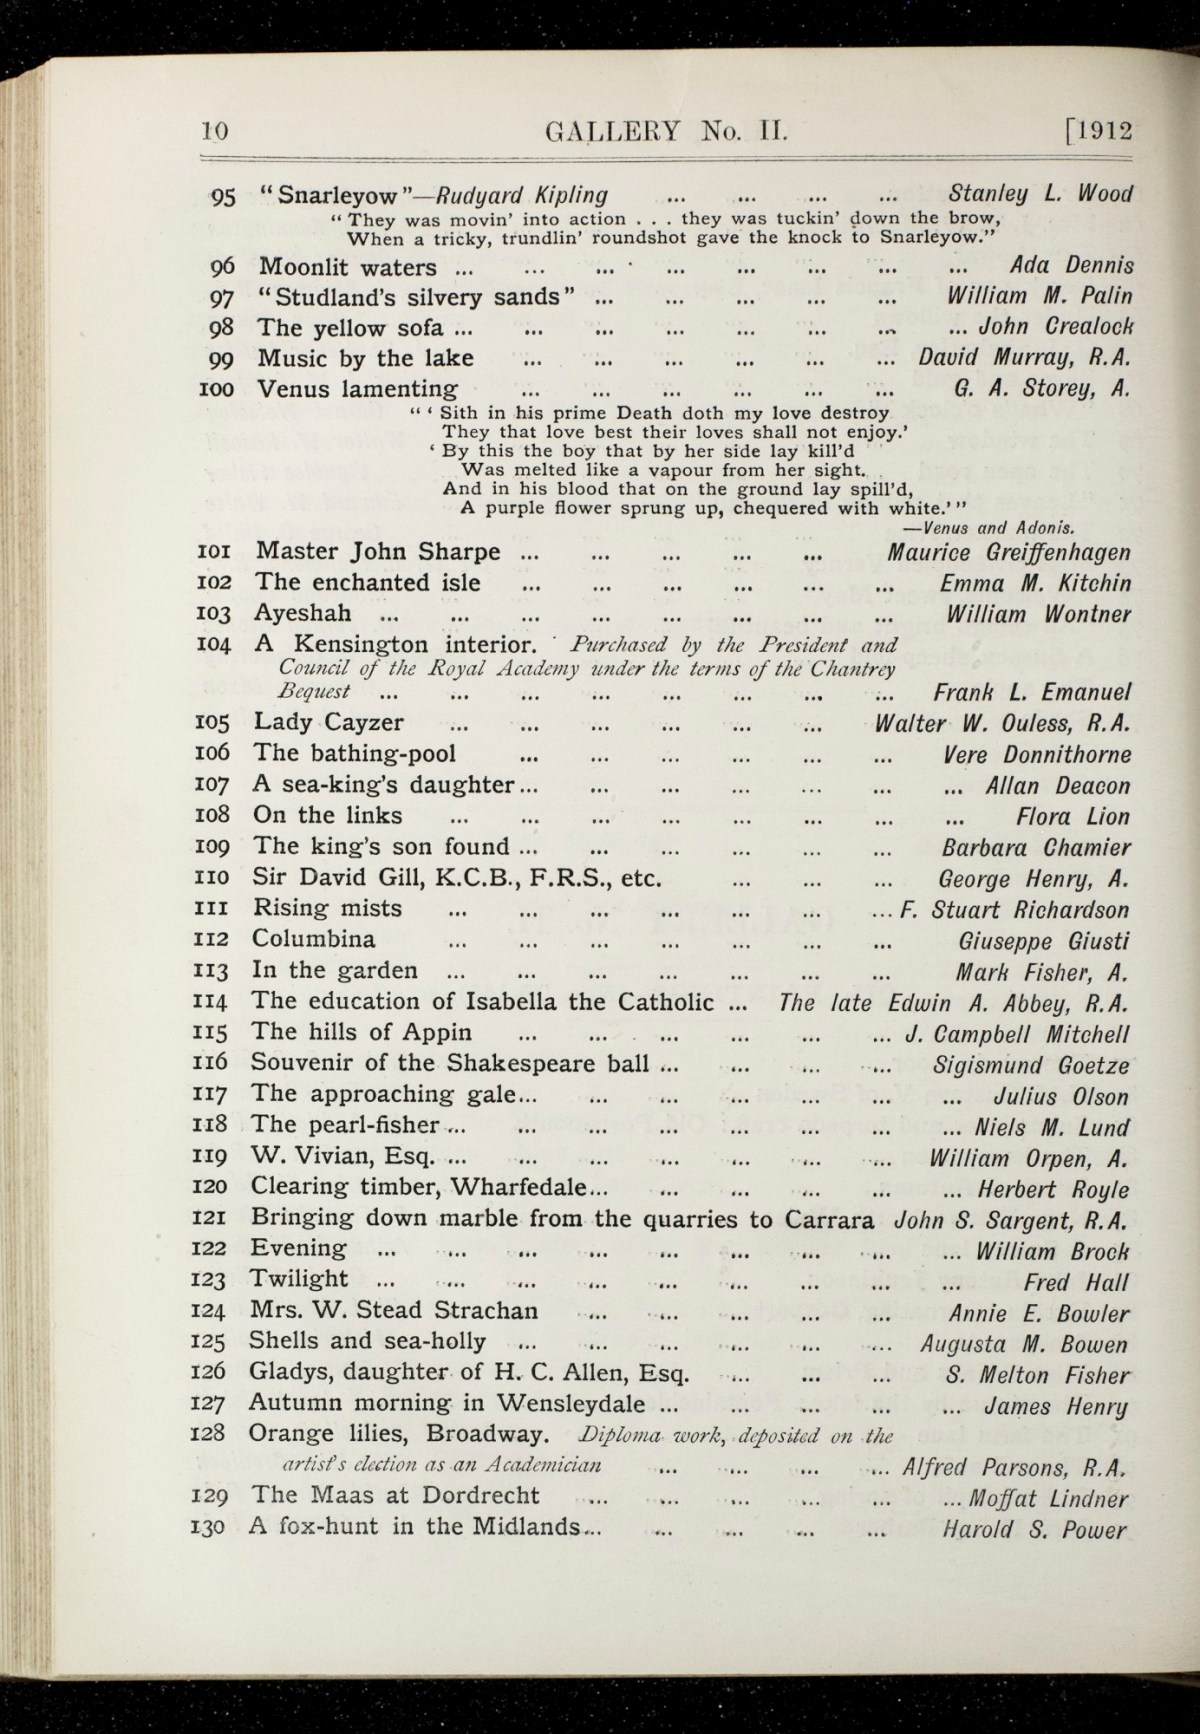 10 GALLERY No. II. [1912
95 “Snarleyow”—Rudyard Kipling ... ... ... ... Stanley L. Wood
“They was movin’ into action . . . they was tuckin’ down the brow,
When a tricky, trundlin’ roundshot gave the knock to Snarleyow.”
96 Moonlit waters ... ... ... ... ... ... ... ... Ada Dennis
97 “Studland’s silvery sands” ... ... ... ... ... William M. Palin
98 The yellow sofa ... ... ... ... ... ... ... ... John Crealock
99 Music by the lake ... ... ... ... ... ... David Murray, R.A.
100 Venus lamenting ... ... ... ... ... ... G. A. Storey, A.
“‘Sith in his prime Death doth my love destroy
They that love best their loves shall not enjoy.’
‘By this the boy that by her side lay kill’d
Was melted like a vapour from her sight.
And in his blood that on the ground lay spill’d,
A purple flower sprung up, chequered with white.’”
—Venus and Adonis.
101 Master John Sharpe ... ... ... ... ... Maurice Greiffenhagen
102 The enchanted isle ... ... ... ... ... ... Emma M. Kitchin
103 Ayeshah ... ... ... ... ... ... ... ... William Wontner
104 A Kensington interior. Purchased by the President and
Council of the Royal Academy under the terms of the Chantrey
Bequest ... ... ... ... ... ... ... ... Frank L. Emanuel
105 Lady Cayzer ... ... ... ... ... ... Walter W. Ouless, R.A.
106 The bathing-pool ... ... ... ... ... ... Vere Donnithorne
107 A sea-king’s daughter... ... ... ... ... ... ... Allan Deacon
108 On the links ... ... ... ... ... ... ... ... Flora Lion
109 The king’s son found ... ... ... ... ... ... Barbara Chamier
110 Sir David Gill, K.C.B., F.R.S., etc. ... ... ... George Henry, A.
111 Rising mists ... ... ... ... ... ... ... F. Stuart Richardson
112 Columbina ... ... ... ... ... ... ... Giuseppe Giusti
113 In the garden ... ... ... ... ... ... ... Mark Fisher, A.
114 The education of Isabella the Catholic ... The late Edwin A. Abbey, R.A.
115 The hills of Appin ... ... ... ... ... ... J. Campbell Mitchell
116 Souvenir of the Shakespeare ball ... ... ... ... Sigismund Goetze
117 The approaching gale... ... ... ... ... ... ... Julius Olson
118 The pearl-fisher... ... ... ... ... ... ... ... Niels M. Lund
119 W. Vivian, Esq. ... ... ... ... ... ... ... William Orpen, A.
120 Clearing timber, Wharfedale... ... ... ... ... ... Herbert Royle
121 Bringing down marble from the quarries to Carrara John S. Sargent, R.A.
122 Evening ... ... ... ... ... ... ... ... ... William Brock
123 Twilight ... ... ... ... ... ... ... ... ... Fred Hall
124 Mrs. W. Stead Strachan ... ... ... ... ... Annie E. Bowler
125 Shells and sea-holly ... ... ... ... ... ... Augusta M. Bowen
126 Gladys, daughter of H. C. Allen, Esq. ... ... ... S. Melton Fisher
127 Autumn morning in Wensleydale ... ... ... ... ... James Henry
128 Orange lilies, Broadway. Diploma work, deposited on the
artist’s election as an Academician ... ... ... ... Alfred Parsons, R.A.
129 The Maas at Dordrecht ... ... ... ... ... ... Moffat Lindner
130 A fox-hunt in the Midlands... ... ... ... ... Harold S. Power